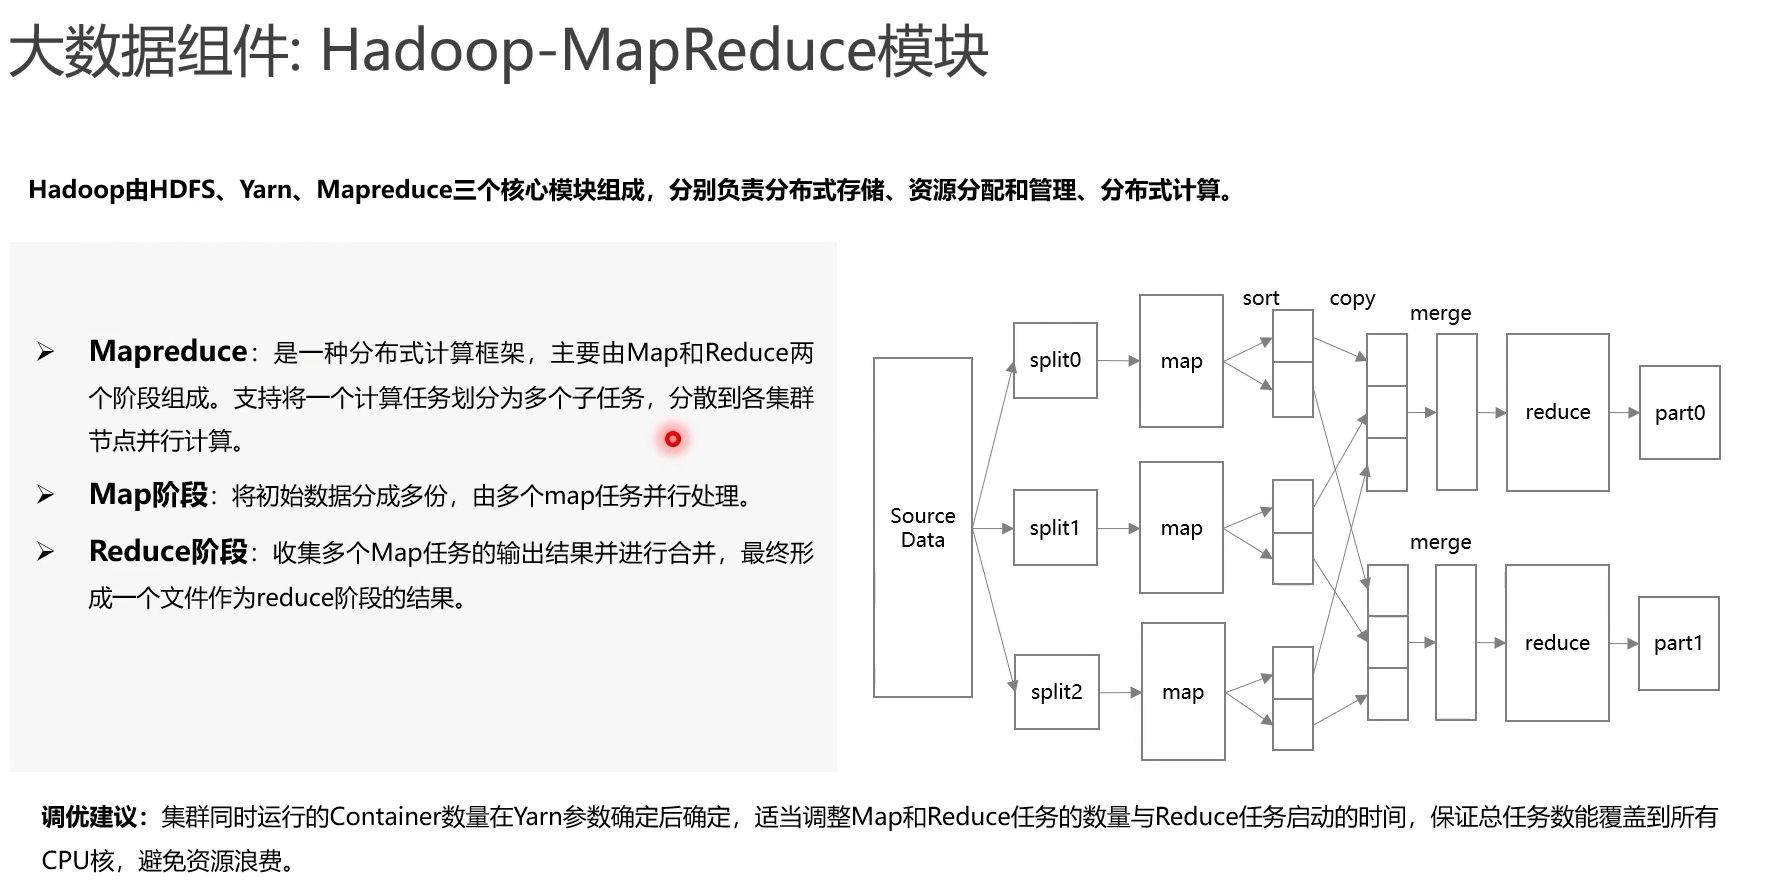 大数据组件: Hadoop-MapReduce模块
Hadoop由HDFS、Yarn、Mapreduce三个核心模块组成，分别负责分布式存储、资源分配和管理、分布式计算。
➢ Mapreduce：是一种分布式计算框架，主要由Map和Reduce两
个阶段组成。支持将一个计算任务划分为多个子任务，分散到各集群
节点并行计算。
➢ Map阶段：将初始数据分成多份，由多个map任务并行处理。
➢ Reduce阶段：收集多个Map任务的输出结果并进行合并，最终形
成一个文件作为reduce阶段的结果。
Source
Data
split0
split1
split2
map
map
map
sort
copy
merge
reduce
part0
merge
reduce
part1
调优建议：集群同时运行的Container数量在Yarn参数确定后确定，适当调整Map和Reduce任务的数量与Reduce任务启动的时间，保证总任务数能覆盖到所有
CPU核，避免资源浪费。